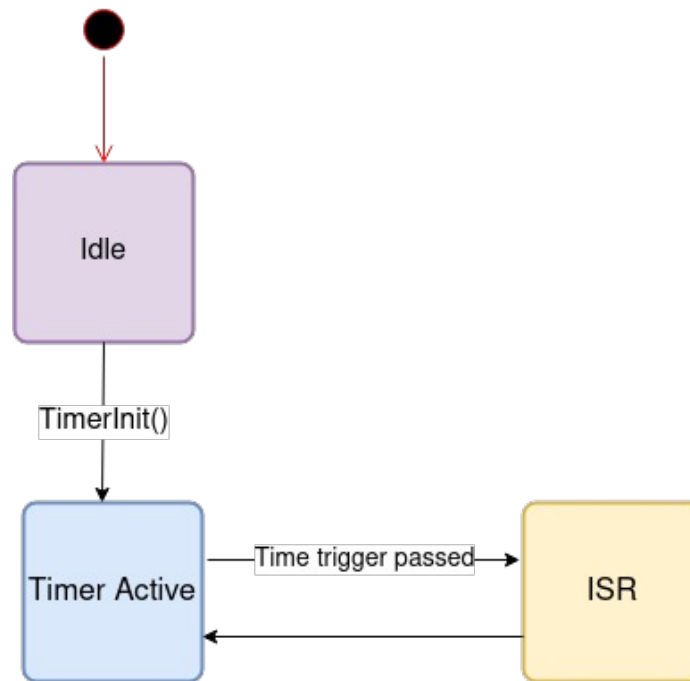 Idle
TimerInit()
Timer Active
Time trigger passed
ISR